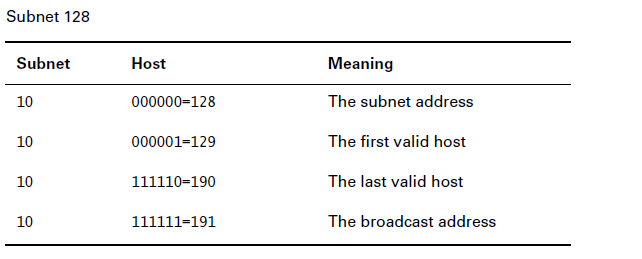 Subnet 128
Subnet Host Meaning
10 000000=128 The subnet address
10 000001=129 The first valid host
10 111110=190 The last valid host
10 111111=191 The broadcast address